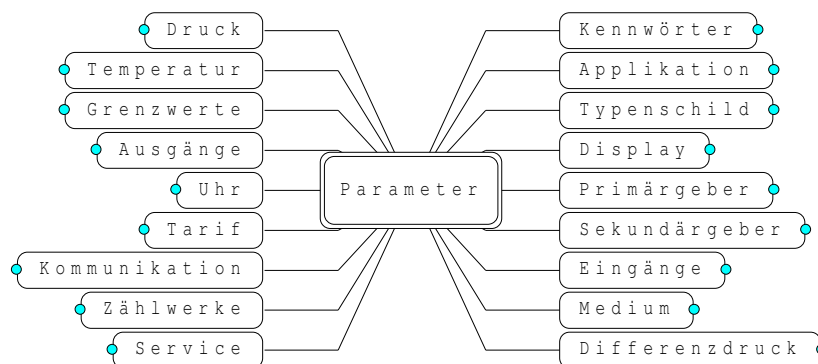 Druck
Kennwörter
Temperatur
Applikation
Grenzwerte
Typenschild
Ausgänge
Display
Uhr
Parameter
Primärgeber
Tarif
Sekundärgeber
Kommunikation
Eingänge
Zählwerke
Medium
Service
Differenzdruck